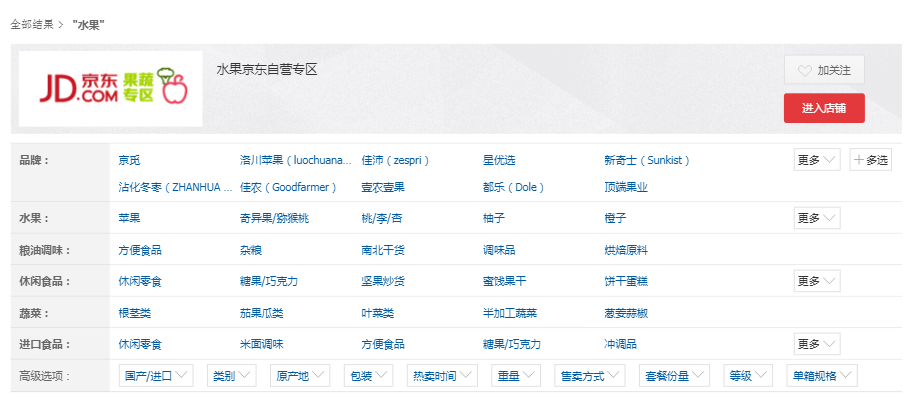 全部结果 > "水果"
JD.COM 京东 果蔬专区
水果京东自营专区
加关注
进入店铺
品牌： 京觅 洛川苹果（luochuana... 佳沛（zespri） 星优选 新奇士（Sunkist） 更多 多选
沾化冬枣（ZHANHUA ... 佳农（Goodfarmer） 壹农壹果 都乐（Dole） 顶端果业
水果： 苹果 奇异果/猕猴桃 桃/李/杏 柚子 橙子 更多
粮油调味： 方便食品 杂粮 南北干货 调味品 烘焙原料
休闲食品： 休闲零食 糖果/巧克力 坚果炒货 蜜饯果干 饼干蛋糕 更多
蔬菜： 根茎类 茄果瓜类 叶菜类 半加工蔬菜 葱姜蒜椒
进口食品： 休闲零食 米面调味 方便食品 糖果/巧克力 冲调品 更多
高级选项： 国产/进口 类别 原产地 包装 热卖时间 重量 售卖方式 套餐份量 等级 单箱规格